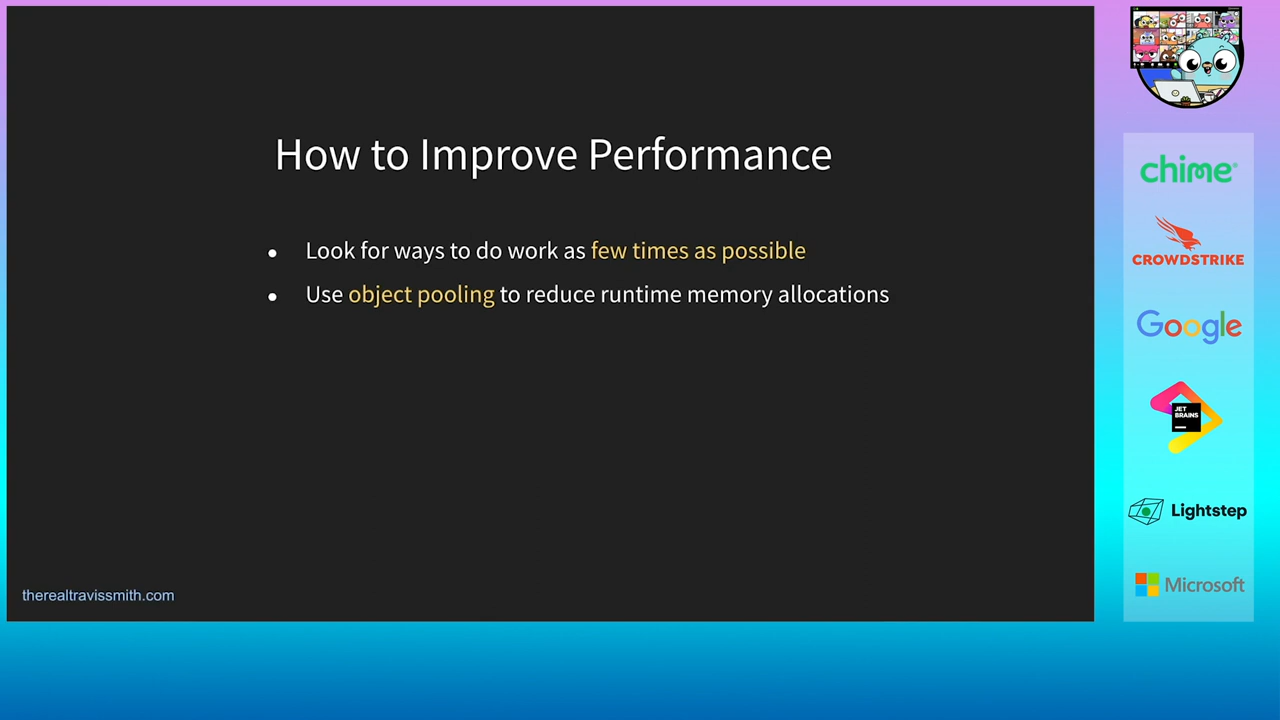 How to Improve Performance
● Look for ways to do work as few times as possible
● Use object pooling to reduce runtime memory allocations
therealtravissmith.com
chime®
CROWDSTRIKE
Google
JET
BRAINS
Lightstep
Microsoft